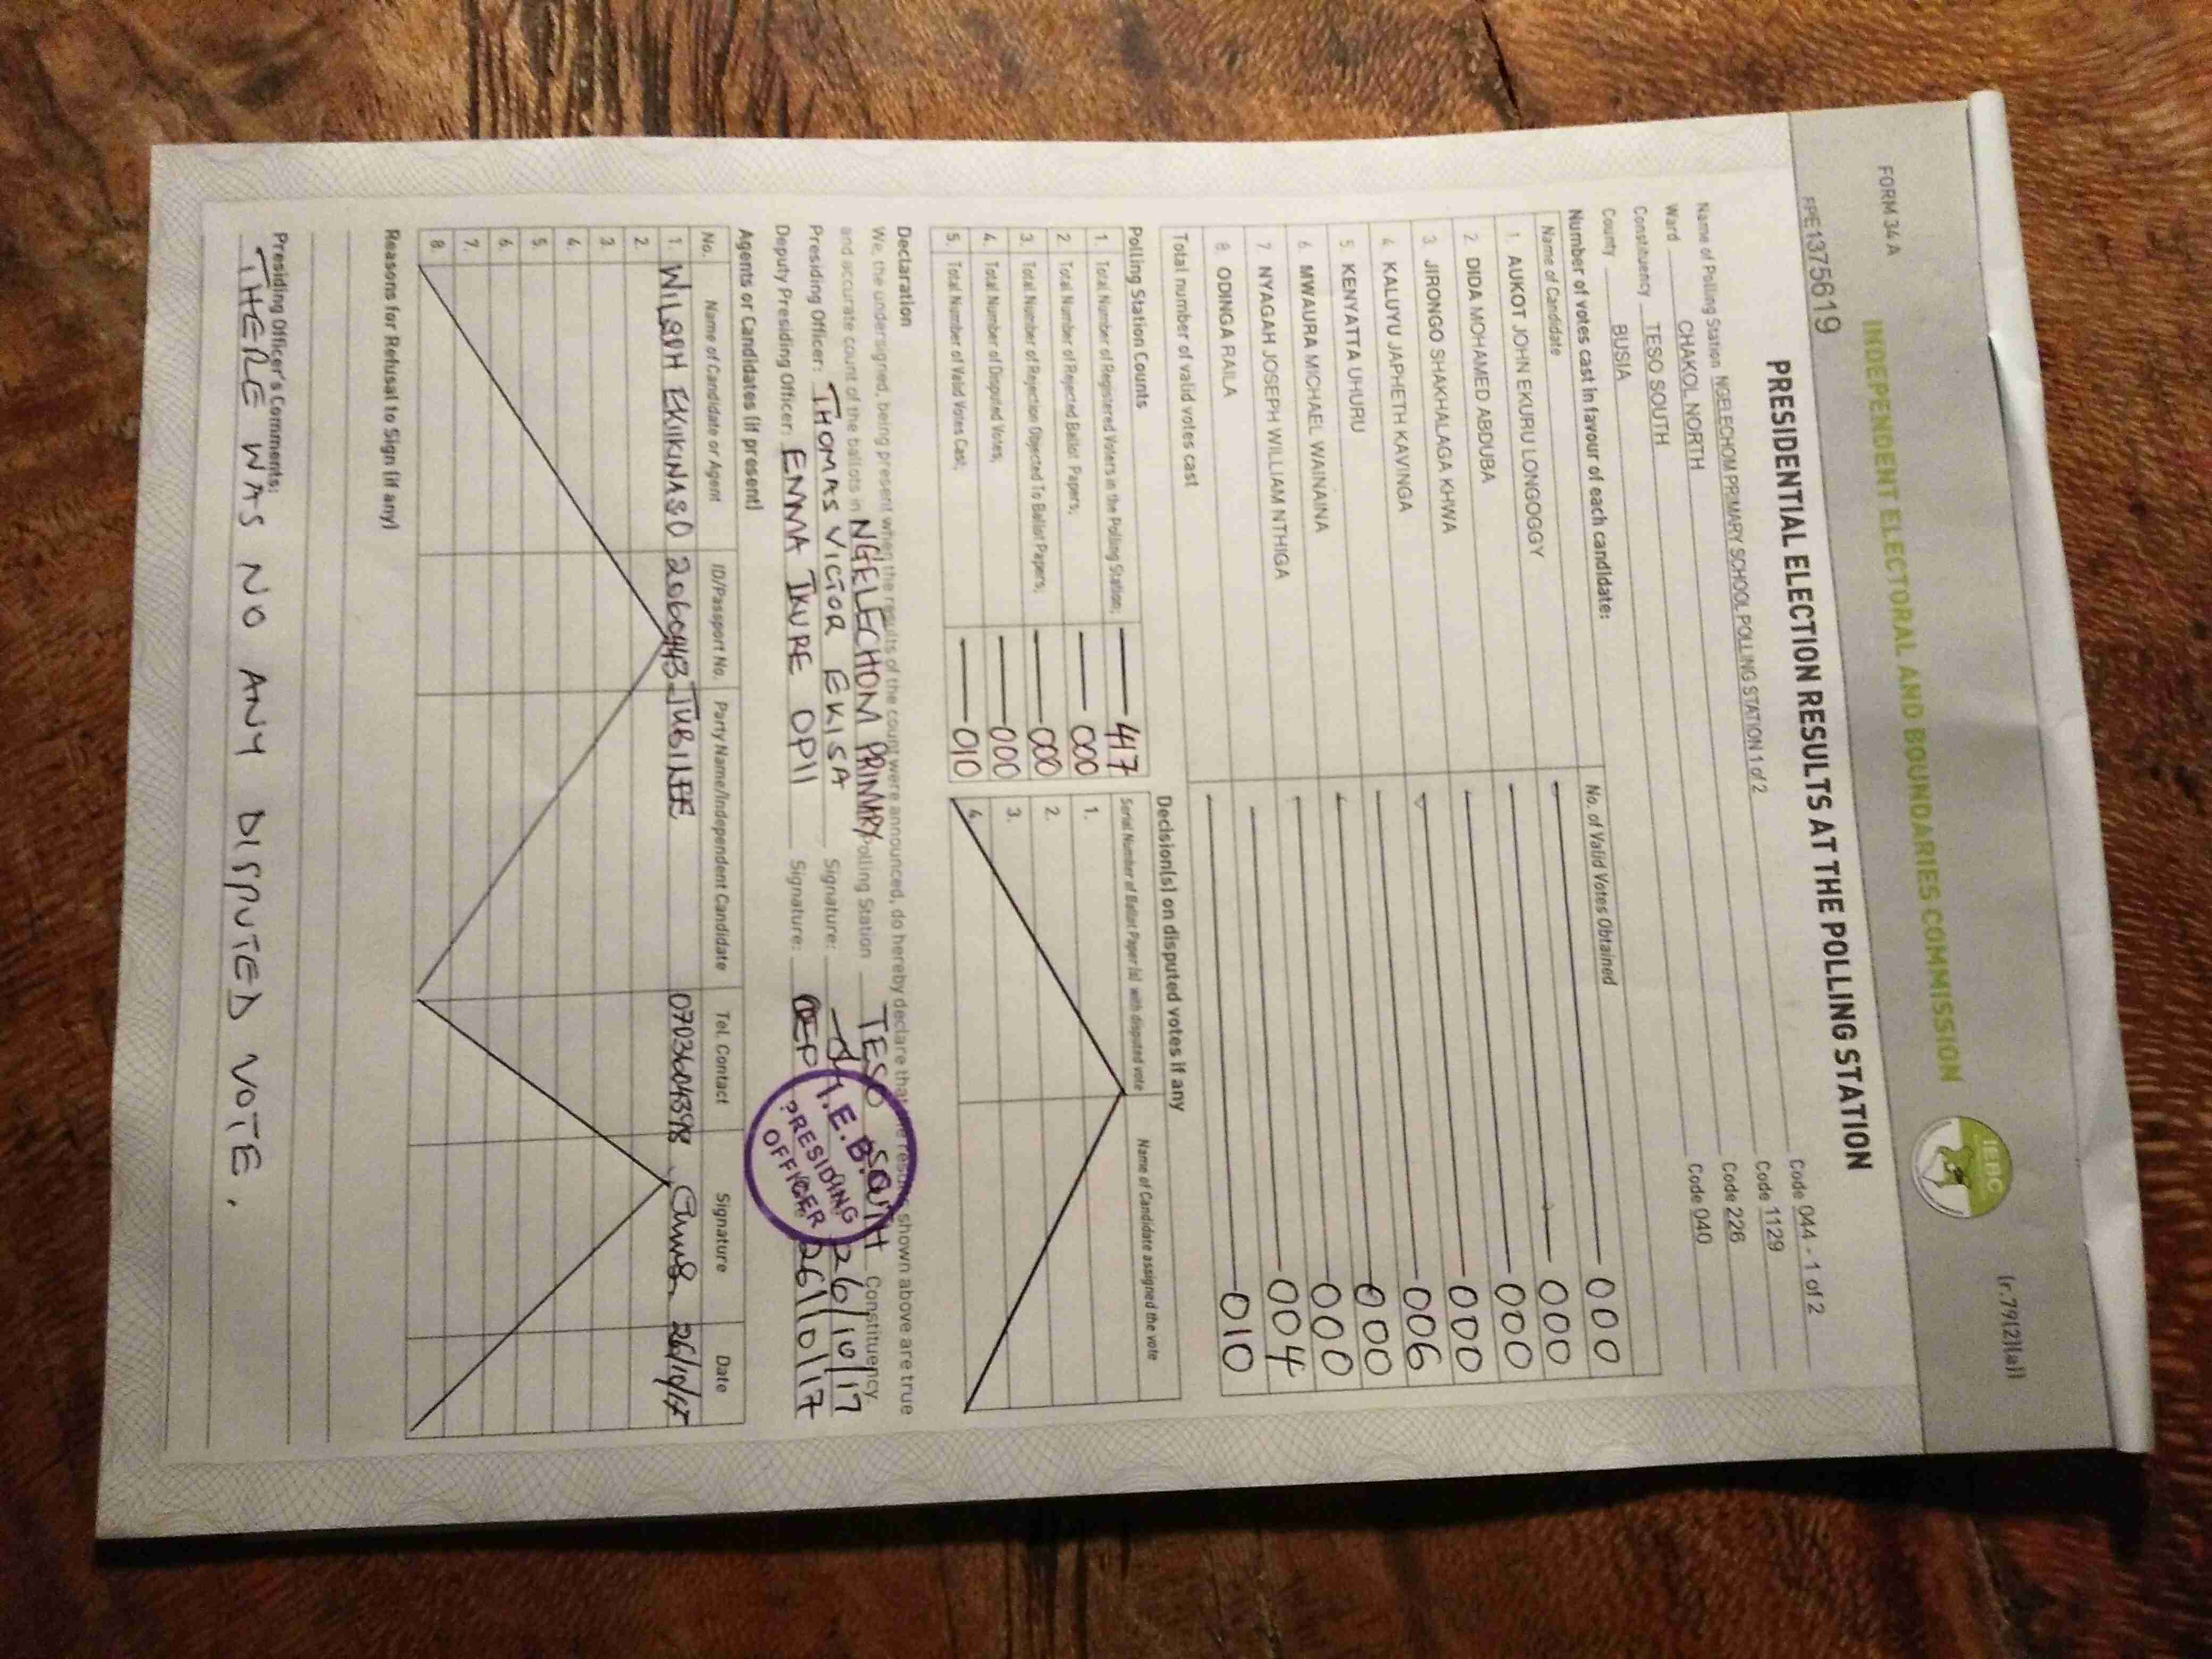 FORM 34 A
(r.79(2)(a))
INDEPENDENT ELECTORAL AND BOUNDARIES COMMISSION
IEBC
PPE1375619
PRESIDENTIAL ELECTION RESULTS AT THE POLLING STATION
Name of Polling Station NGELECHOM PRIMARY SCHOOL POLLING STATION 1 of 2 Code 044 - 1 of 2
Ward CHAKOL NORTH Code 1129
Constituency TESO SOUTH Code 226
County BUSIA Code 040
Number of votes cast in favour of each candidate:
Name of Candidate No. of Valid Votes Obtained
1. AUKOT JOHN EKURU LONGOGGY 000
2. DIDA MOHAMED ABDUBA 000
3. JIRONGO SHAKHALAGA KHWA 000
4. KALUYU JAPHETH KAVINGA 000
5. KENYATTA UHURU 006
6. MWAURA MICHAEL WAINAINA 000
7. NYAGAH JOSEPH WILLIAM NTHIGA 000
8. ODINGA RAILA 004
Total number of valid votes cast 010
Polling Station Counts
1. Total Number of Registered Voters in the Polling Station; 417
2. Total Number of Rejected Ballot Papers; 000
3. Total Number of Rejection Objected To Ballot Papers; 000
4. Total Number of Disputed Votes; 000
5. Total Number of Valid Votes Cast; 010
Decision(s) on disputed votes if any
Serial Number of Ballot Paper(s) with disputed vote Name of Candidate assigned the vote
1.
2.
3.
4.
Declaration
We, the undersigned, being present when the results of the count were announced, do hereby declare that the results shown above are true
and accurate count of the ballots in NGELECHOM PRIMARY Polling Station TESO SOUTH Constituency.
Presiding Officer: THOMAS VICTOR EKISA Signature: 26/10/17
Deputy Presiding Officer: EMMA IKURE OPII Signature: 26/10/17
I.E.B.C
PRESIDING
OFFICER
Agents or Candidates (if present)
No. Name of Candidate or Agent ID/Passport No. Party Name/Independent Candidate Tel. Contact Signature Date
1. WILSON 20604143 JUBILEE 26/10/17
2.
3.
4.
5.
6.
7.
8.
Reasons for Refusal to Sign (if any)
Presiding Officer's Comments:
THERE WAS NO ANY DISPUTED VOTE.